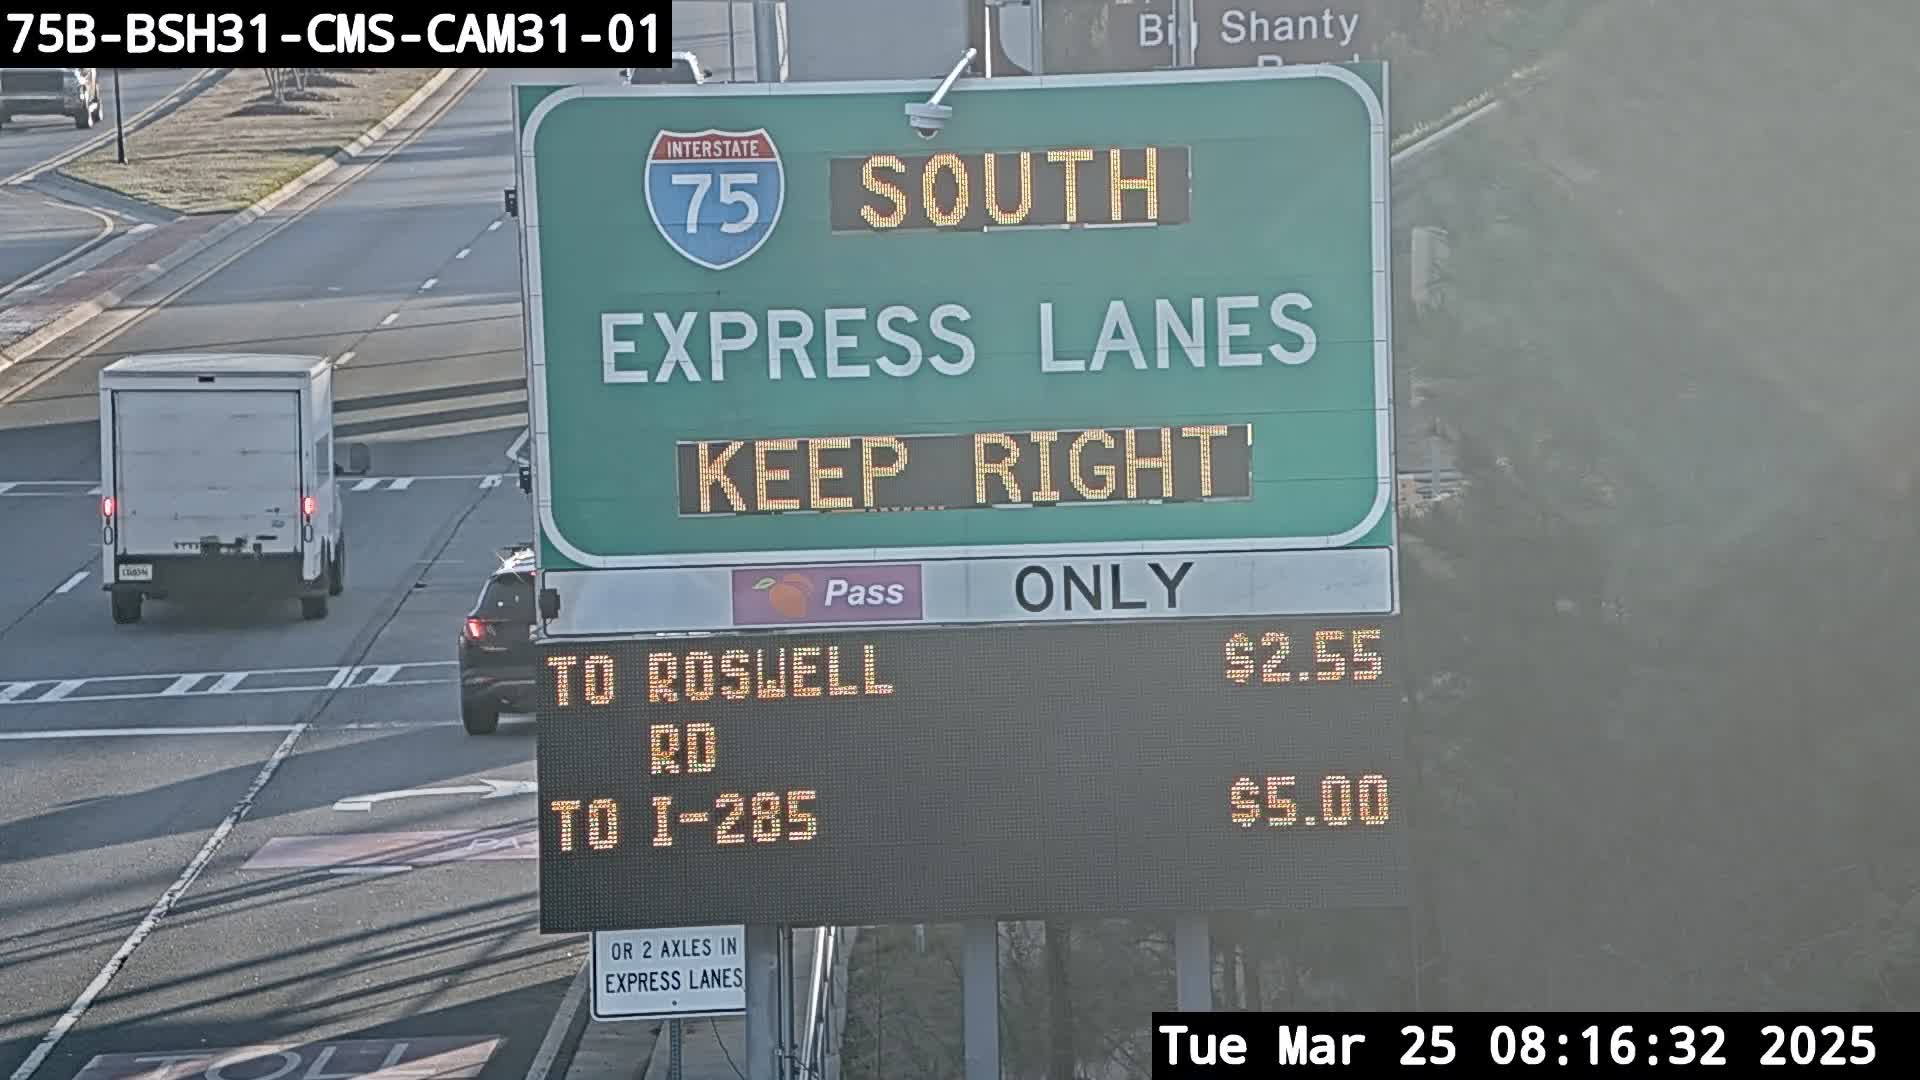 75B-BSH31-CMS-CAM31-01
Big Shanty
INTERSTATE
75
SOUTH
EXPRESS LANES
KEEP RIGHT
Pass ONLY
TO ROSWELL $2.55
RD
TO I-285 $5.00
OR 2 AXLES IN
EXPRESS LANES
TOLL
Tue Mar 25 08:16:32 2025